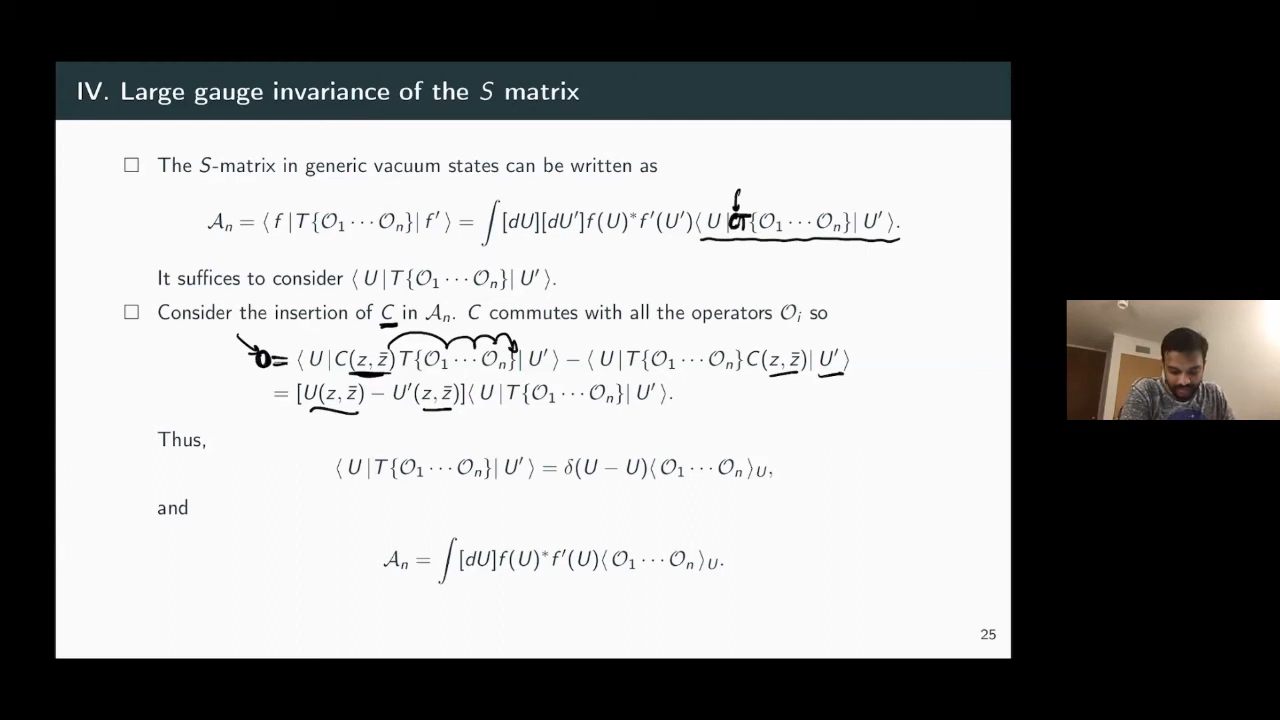 IV. Large gauge invariance of the S matrix
□ The S-matrix in generic vacuum states can be written as
𝒜ₙ = ⟨ f | T{𝒪₁ ⋯ 𝒪ₙ} | f′ ⟩ = ∫ [dU][dU′] f(U)* f′(U′) ⟨ U | T{𝒪₁ ⋯ 𝒪ₙ} | U′ ⟩.
It suffices to consider ⟨ U | T{𝒪₁ ⋯ 𝒪ₙ} | U′ ⟩.
□ Consider the insertion of C in 𝒜ₙ. C commutes with all the operators 𝒪ᵢ so
0 = ⟨ U | C(z, z̄) T{𝒪₁ ⋯ 𝒪ₙ} | U′ ⟩ − ⟨ U | T{𝒪₁ ⋯ 𝒪ₙ} C(z, z̄) | U′ ⟩
= [U(z, z̄) − U′(z, z̄)] ⟨ U | T{𝒪₁ ⋯ 𝒪ₙ} | U′ ⟩.
Thus,
⟨ U | T{𝒪₁ ⋯ 𝒪ₙ} | U′ ⟩ = δ(U − U) ⟨ 𝒪₁ ⋯ 𝒪ₙ ⟩_U,
and
𝒜ₙ = ∫ [dU] f(U)* f′(U) ⟨ 𝒪₁ ⋯ 𝒪ₙ ⟩_U.
25